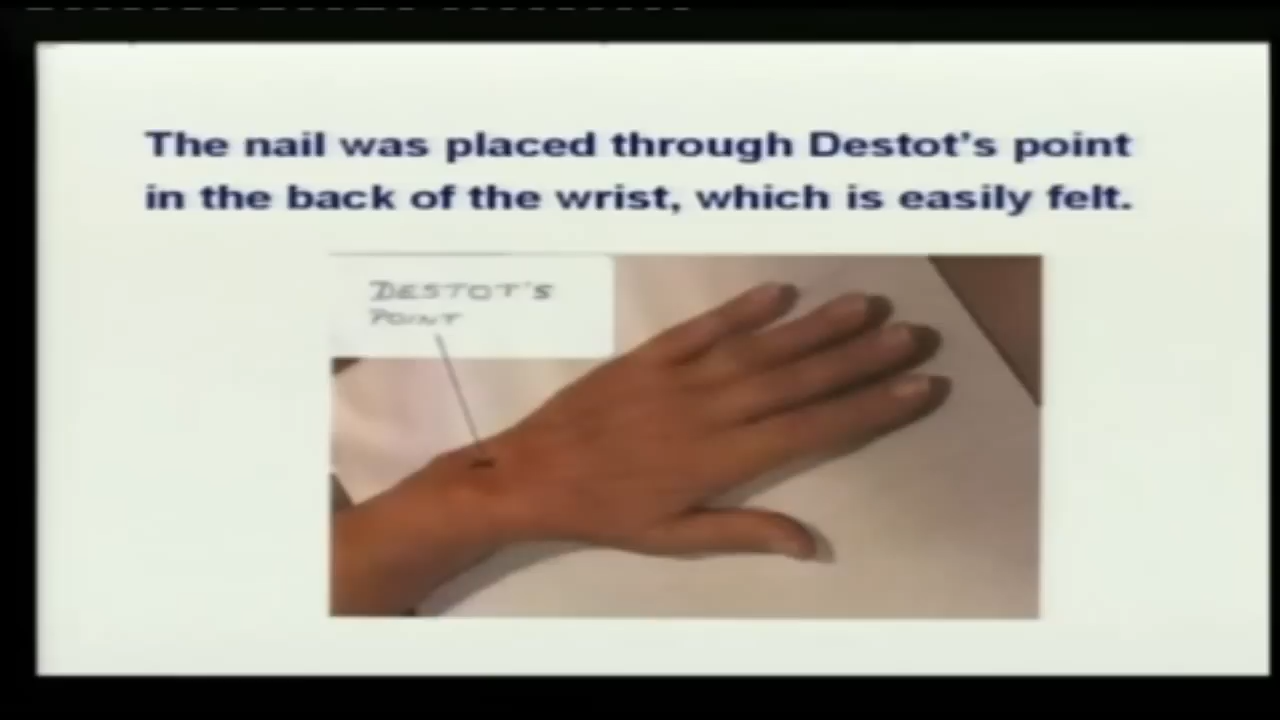 The nail was placed through Destot's point
in the back of the wrist, which is easily felt.
DESTOT'S
POINT